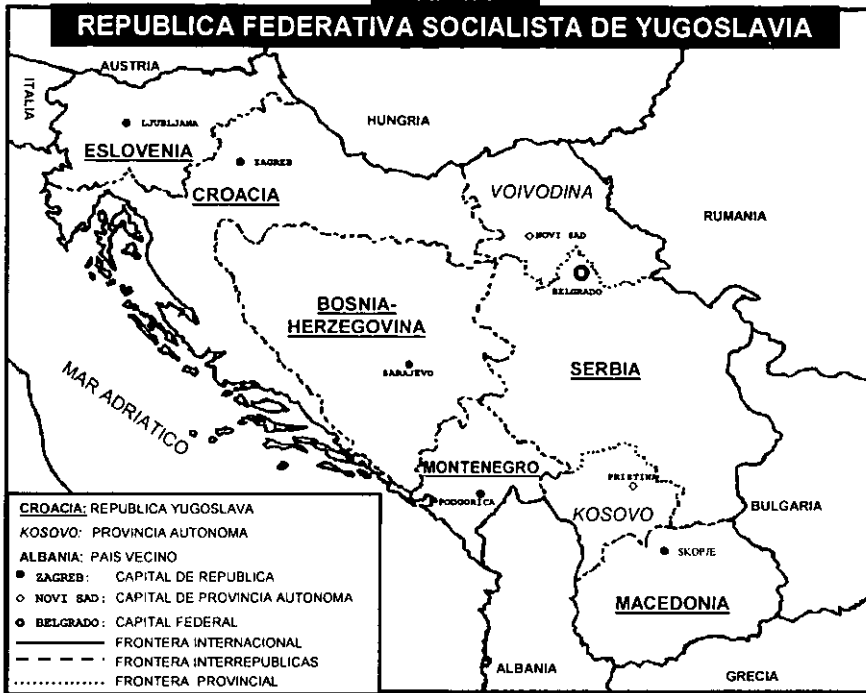 REPUBLICA FEDERATIVA SOCIALISTA DE YUGOSLAVIA
AUSTRIA
ITALIA
HUNGRIA
RUMANIA
LJUBLJAMA
ESLOVENIA
ZAGREB
CROACIA
VOIVODINA
NOVI SAD
BELGRADO
BOSNIA-
HERZEGOVINA
SARAJEVO
SERBIA
MAR ADRIATICO
MONTENEGRO
PODGORICA
PRISTINA
KOSOVO
BULGARIA
SKOPJE
MACEDONIA
ALBANIA
GRECIA
CROACIA: REPUBLICA YUGOSLAVA
KOSOVO: PROVINCIA AUTONOMA
ALBANIA: PAIS VECINO
ZAGREB: CAPITAL DE REPUBLICA
NOVI SAD: CAPITAL DE PROVINCIA AUTONOMA
BELGRADO: CAPITAL FEDERAL
FRONTERA INTERNACIONAL
FRONTERA INTERREPUBLICAS
FRONTERA PROVINCIAL